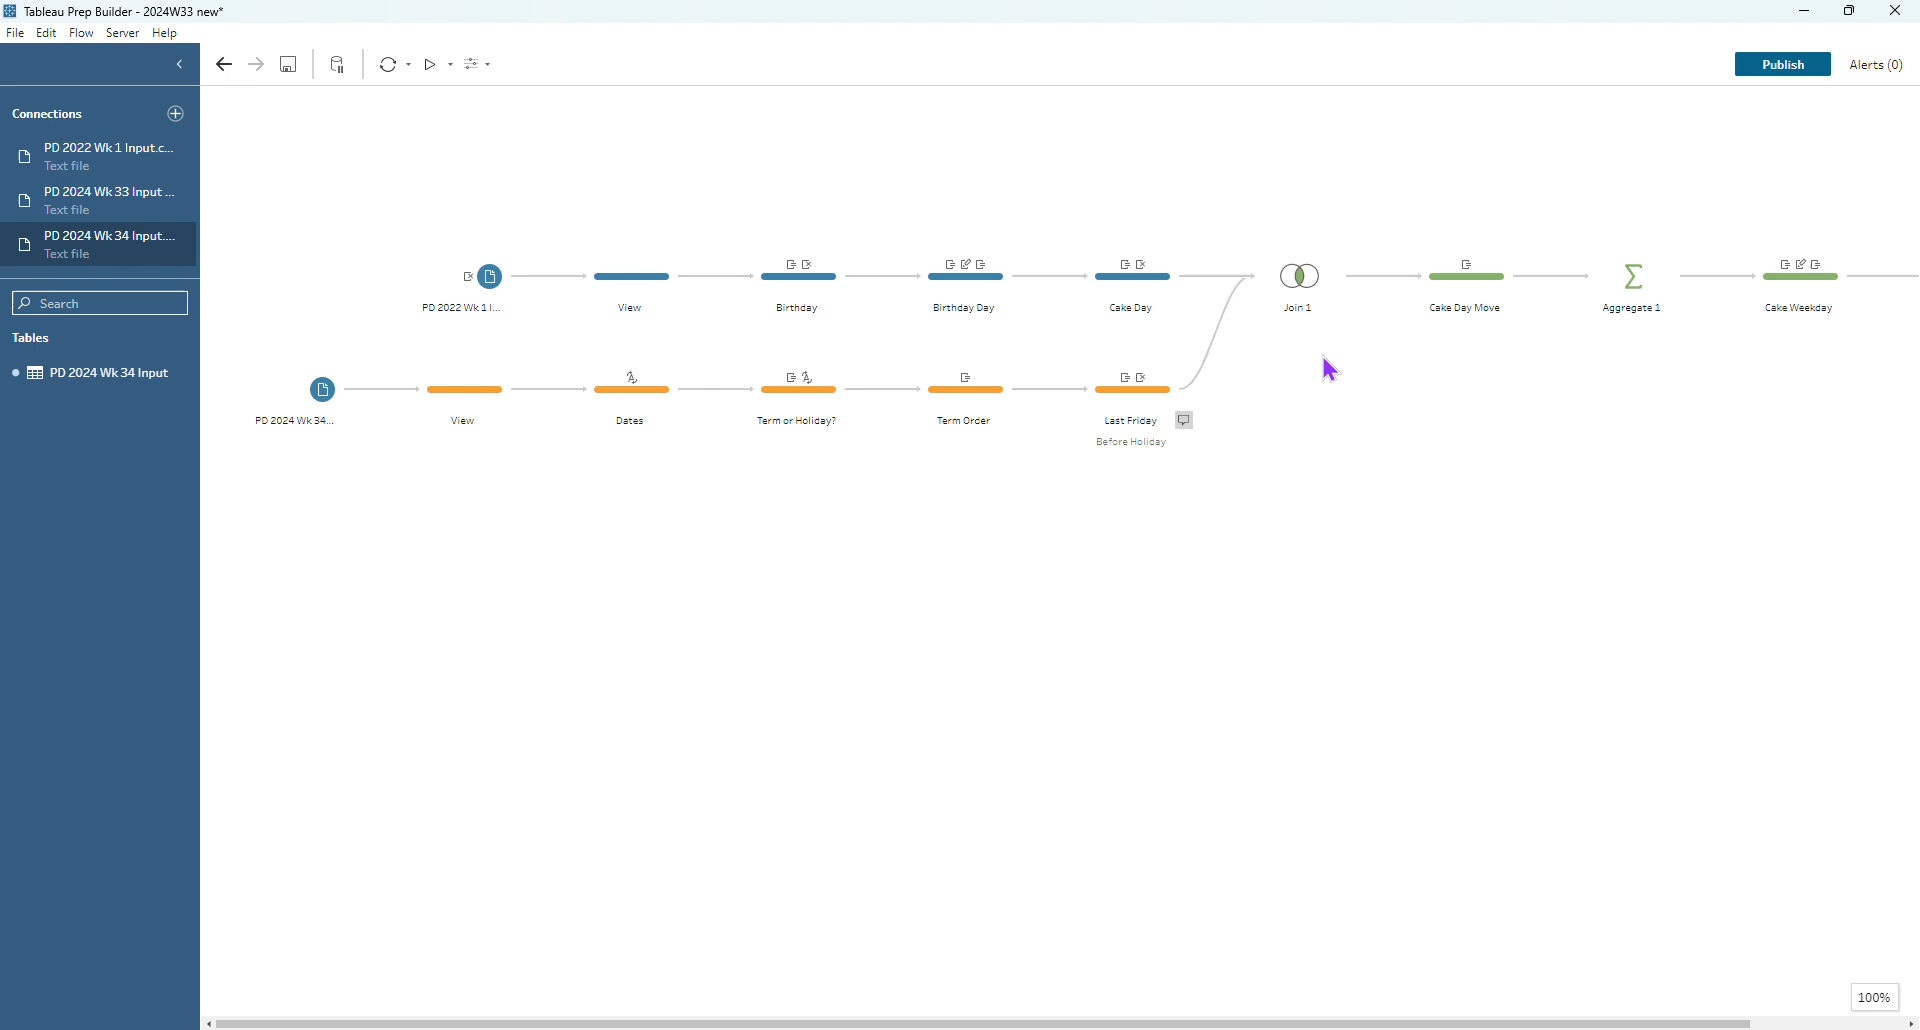 Tableau Prep Builder - 2024W33 new*
File Edit Flow Server Help
Publish Alerts (0)
Connections
PD 2022 Wk 1 Input.c...
Text file
PD 2024 Wk 33 Input ...
Text file
PD 2024 Wk 34 Input....
Text file
Search
Tables
PD 2024 Wk 34 Input
PD 2022 Wk 1 I... View Birthday Birthday Day Cake Day Join 1 Cake Day Move Aggregate 1 Cake Weekday
PD 2024 Wk 34... View Dates Term or Holiday? Term Order Last Friday
Before Holiday
100%